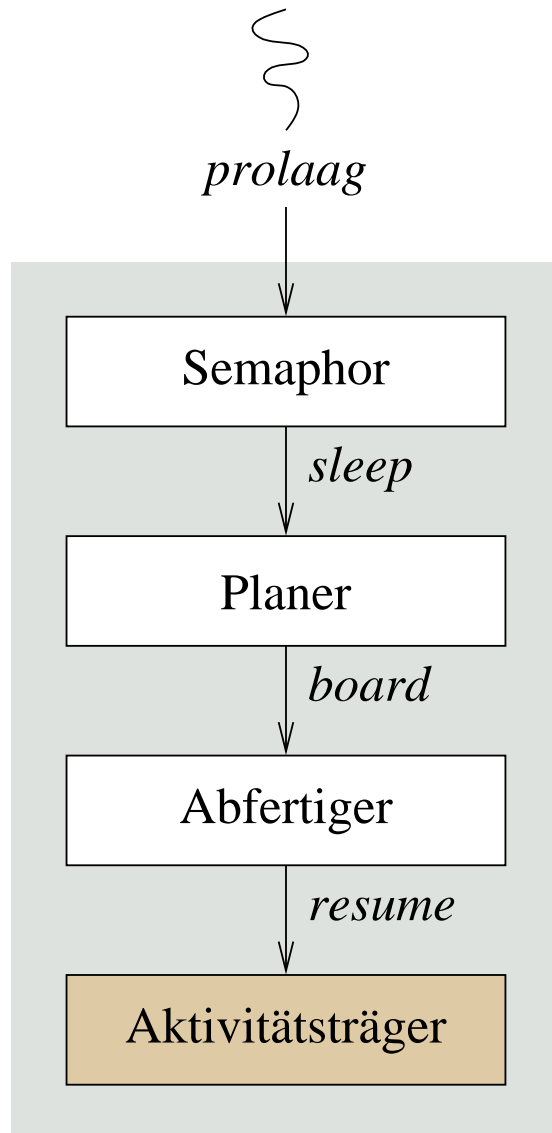 prolaag
Semaphor
sleep
Planer
board
Abfertiger
resume
Aktivitätsträger